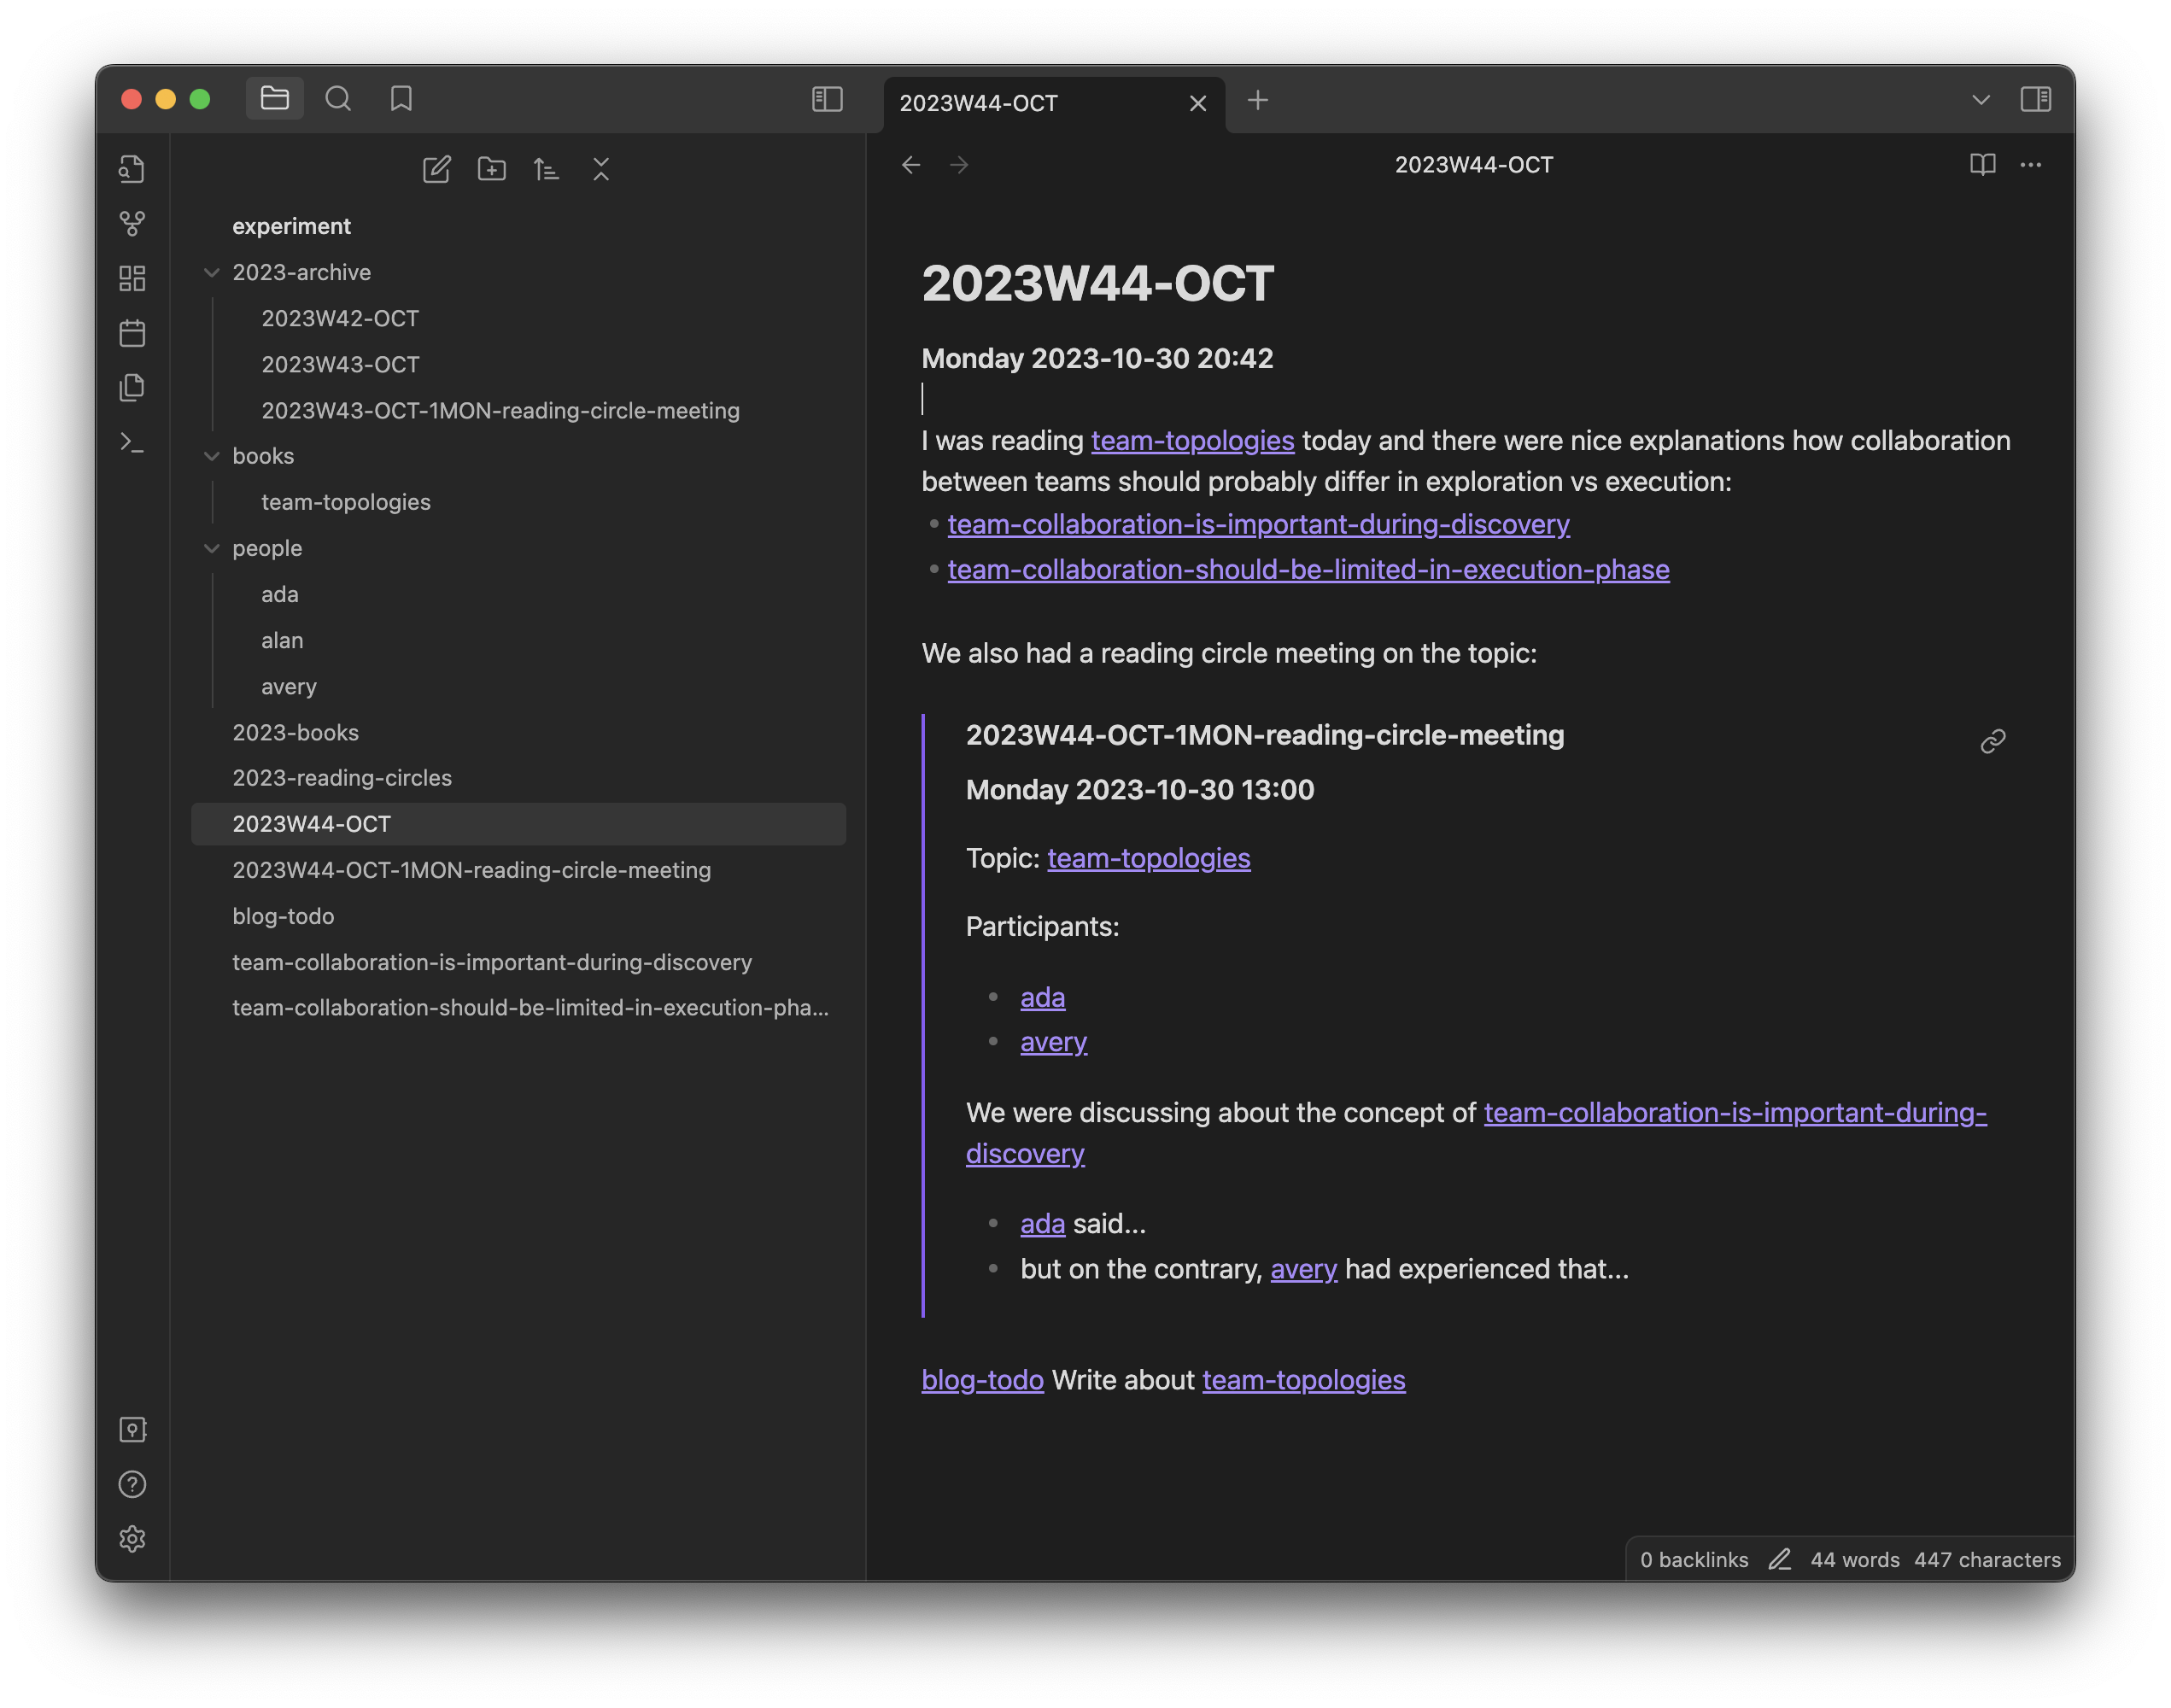 2023W44-OCT
experiment
2023-archive
2023W42-OCT
2023W43-OCT
2023W43-OCT-1MON-reading-circle-meeting
books
team-topologies
people
ada
alan
avery
2023-books
2023-reading-circles
2023W44-OCT
2023W44-OCT-1MON-reading-circle-meeting
blog-todo
team-collaboration-is-important-during-discovery
team-collaboration-should-be-limited-in-execution-pha...
2023W44-OCT
2023W44-OCT
Monday 2023-10-30 20:42
I was reading team-topologies today and there were nice explanations how collaboration
between teams should probably differ in exploration vs execution:
• team-collaboration-is-important-during-discovery
• team-collaboration-should-be-limited-in-execution-phase
We also had a reading circle meeting on the topic:
2023W44-OCT-1MON-reading-circle-meeting
Monday 2023-10-30 13:00
Topic: team-topologies
Participants:
• ada
• avery
We were discussing about the concept of team-collaboration-is-important-during-
discovery
• ada said...
• but on the contrary, avery had experienced that...
blog-todo Write about team-topologies
0 backlinks 44 words 447 characters